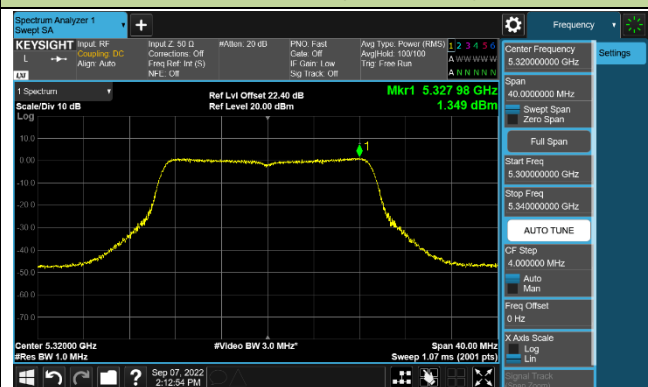 Spectrum Analyzer 1
Swept SA
Frequency
KEYSIGHT
L
LXI
Input: RF
Coupling: DC
Align: Auto
Input Z: 50 Ω
Corrections: Off
Freq Ref: Int (S)
NFE: Off
#Atten: 20 dB
PNO: Fast
Gate: Off
IF Gain: Low
Sig Track: Off
Avg Type: Power (RMS)
Avg|Hold: 100/100
Trig: Free Run
1 2 3 4 5 6
A W W W W W
A N N N N N
Center Frequency
5.320000000 GHz
Settings
Span
40.0000000 MHz
Swept Span
Zero Span
Full Span
Start Freq
5.300000000 GHz
Stop Freq
5.340000000 GHz
AUTO TUNE
CF Step
4.000000 MHz
Auto
Man
Freq Offset
0 Hz
X Axis Scale
Log
Lin
Signal Track
(Span Zoom)
1 Spectrum
Scale/Div 10 dB
Log
Ref Lvl Offset 22.40 dB
Ref Level 20.00 dBm
Mkr1 5.327 98 GHz
1.349 dBm
1
10.0
0.00
-10.0
-20.0
-30.0
-40.0
-50.0
-60.0
-70.0
Center 5.32000 GHz
#Res BW 1.0 MHz
#Video BW 3.0 MHz*
Span 40.00 MHz
Sweep 1.07 ms (2001 pts)
?
Sep 07, 2022
2:12:54 PM